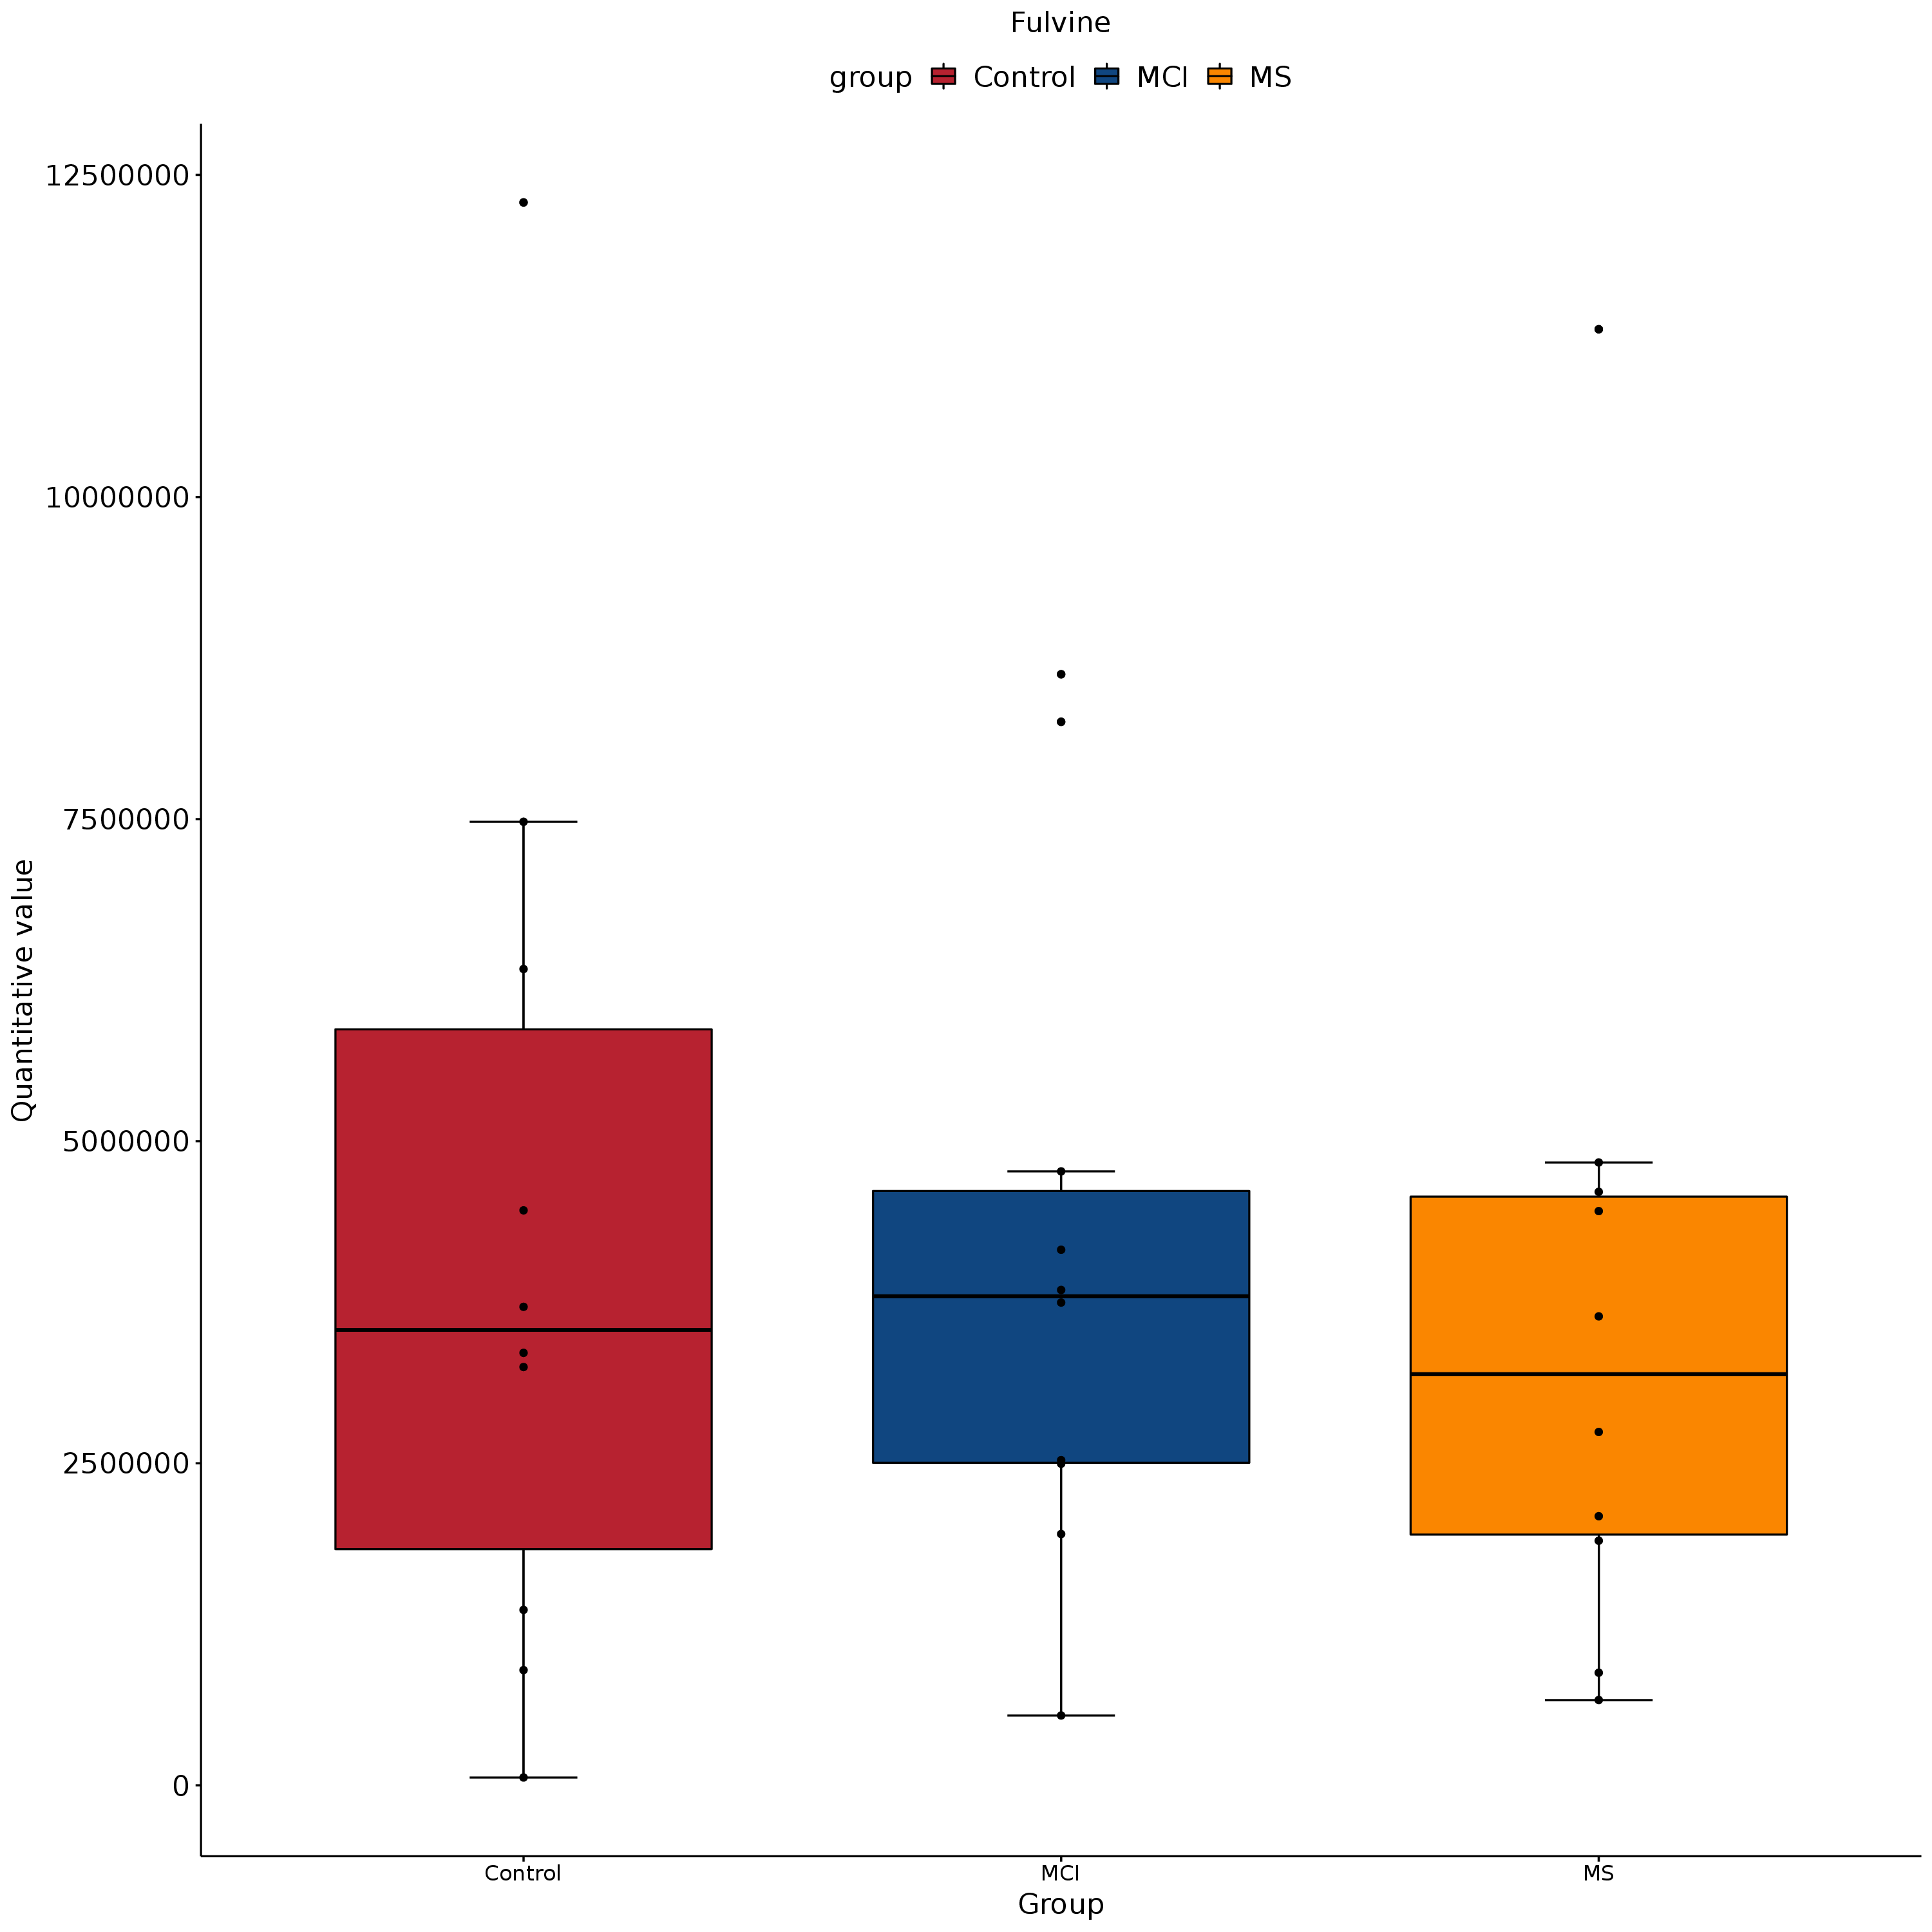 Fulvine
group Control MCI MS
12500000
10000000
7500000
5000000
2500000
0
Quantitative value
Control MCI MS
Group